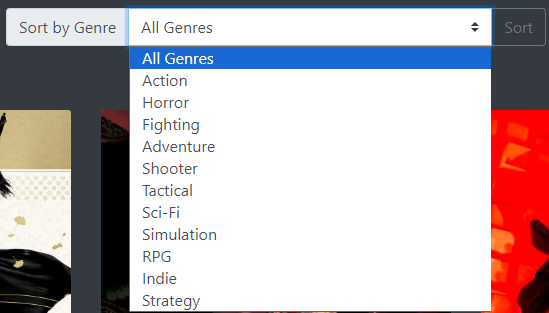 Sort by Genre All Genres Sort
All Genres
Action
Horror
Fighting
Adventure
Shooter
Tactical
Sci-Fi
Simulation
RPG
Indie
Strategy